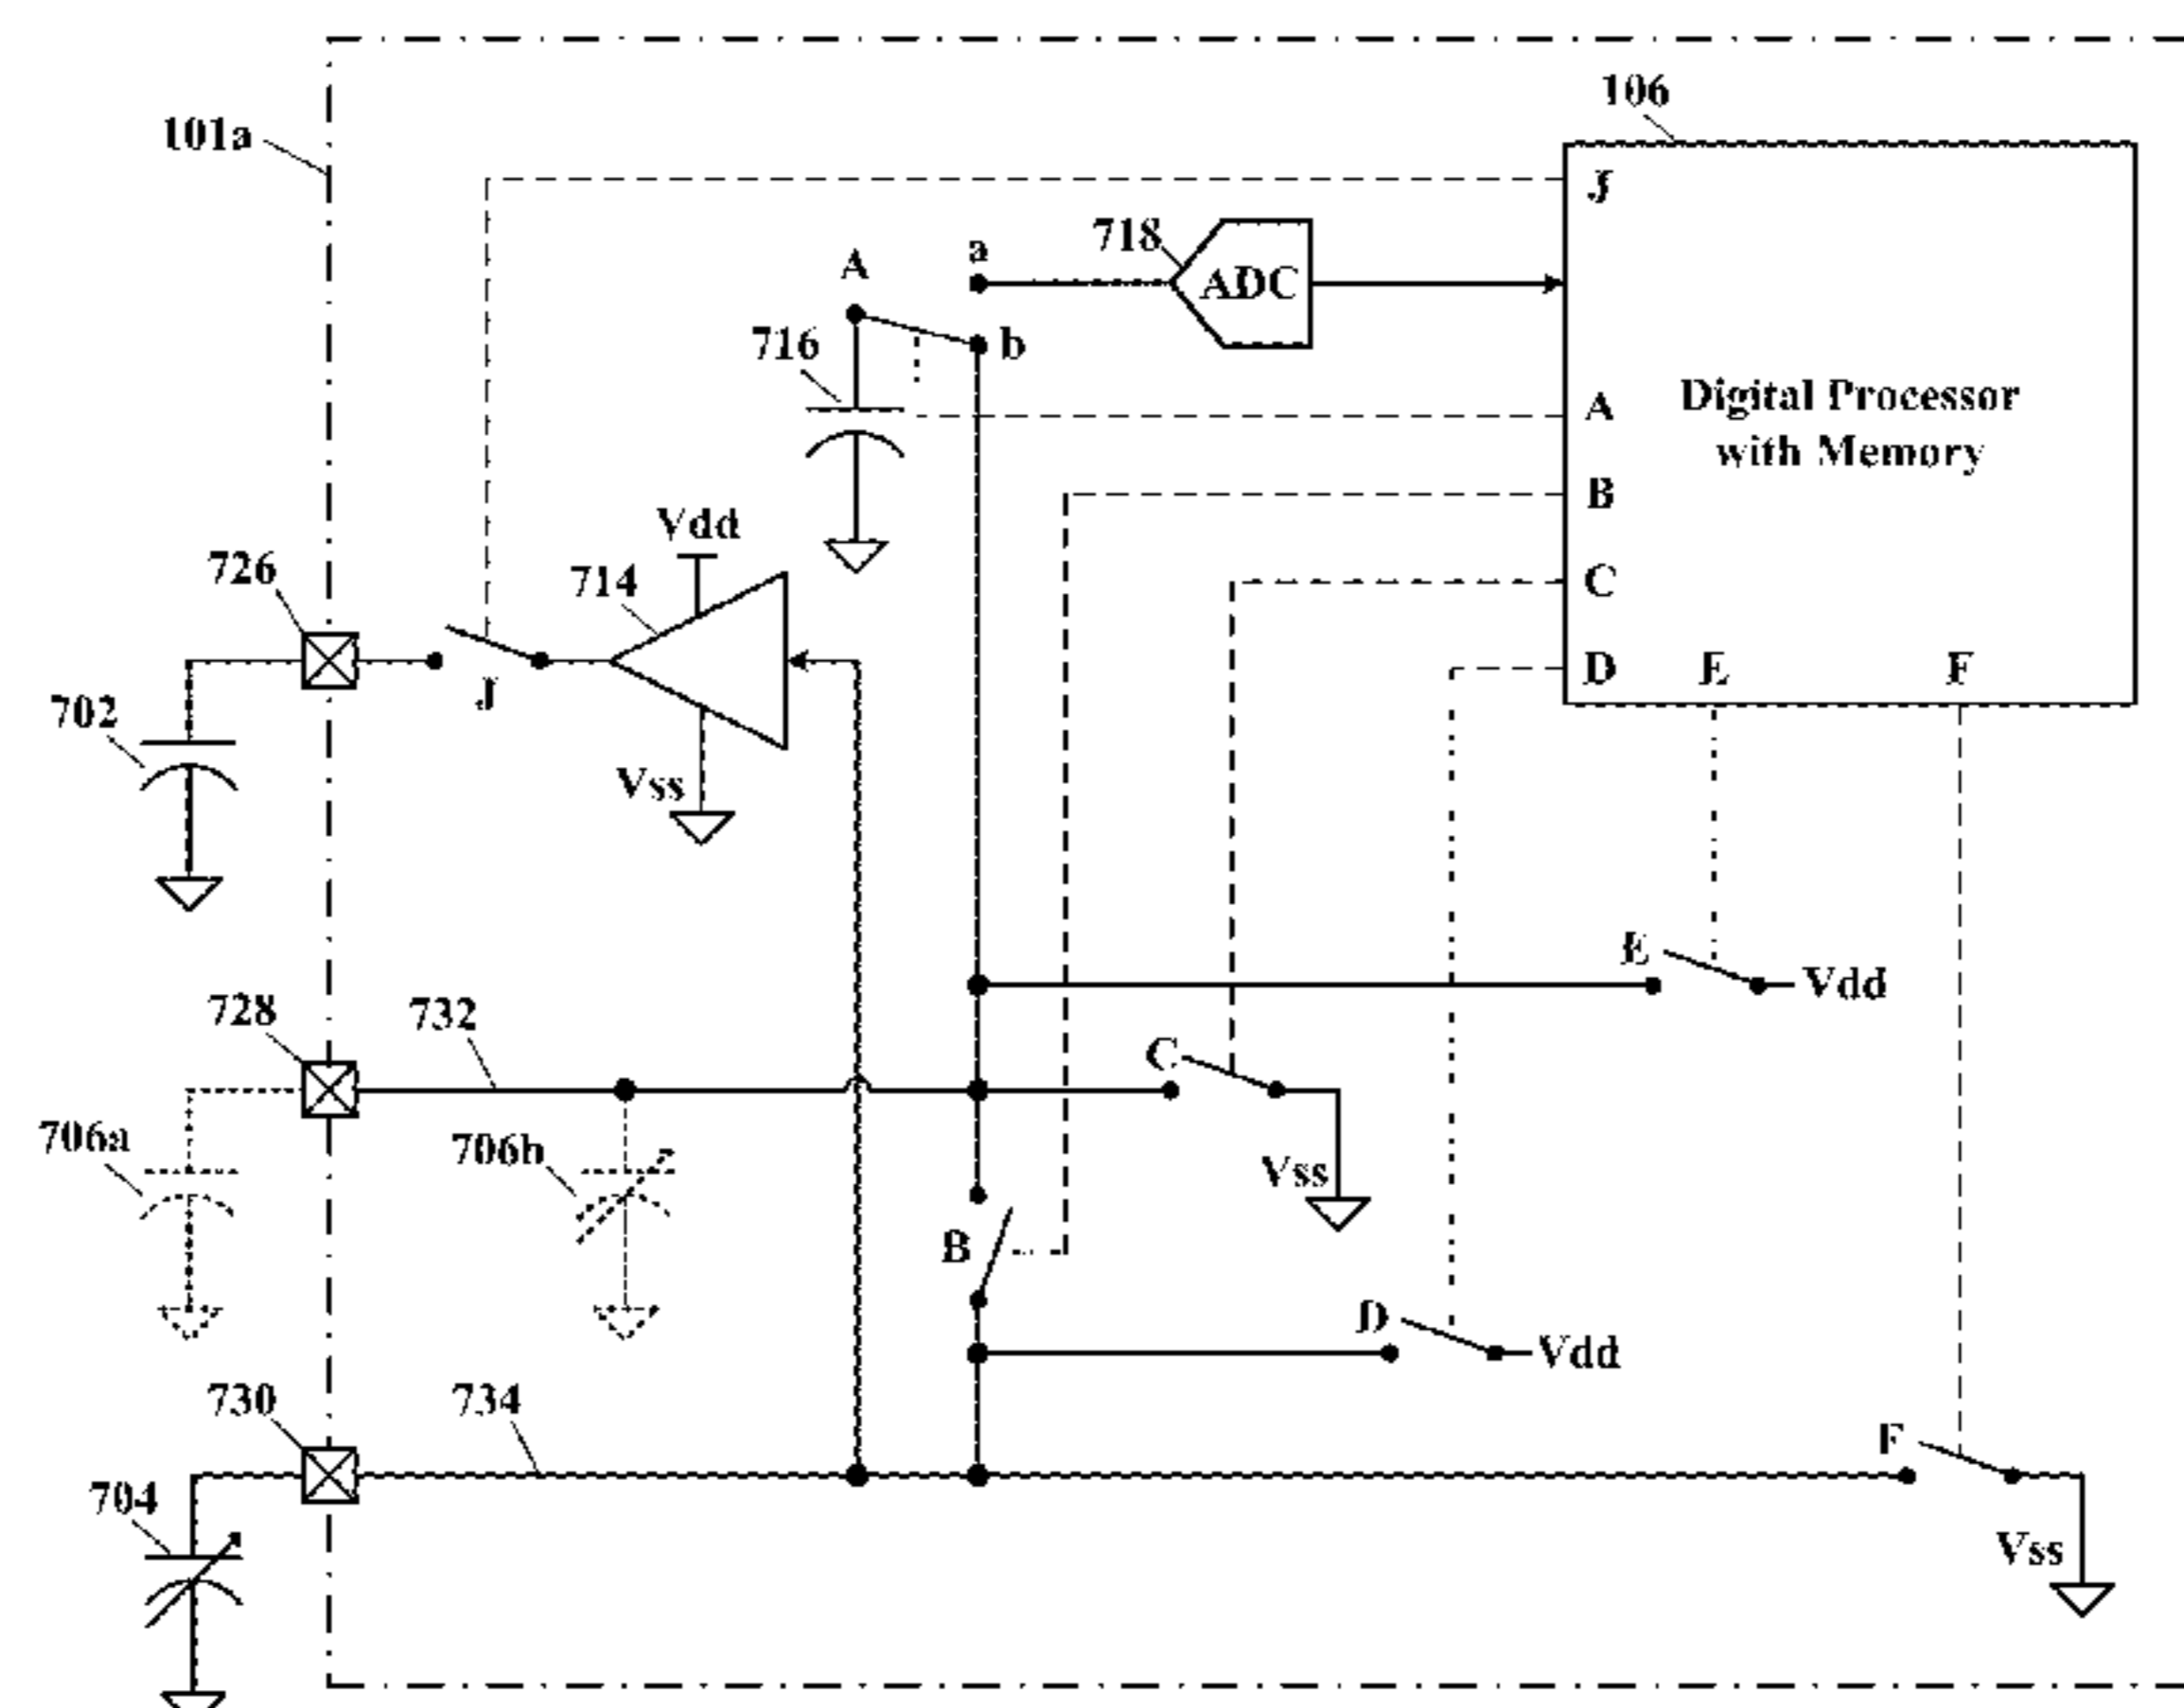 106
101a
J
718
a
A
ADC
716
b
Digital Processor
with Memory
A
B
Vdd
726
714
C
D
E
F
J
702
Vss
E
Vdd
728
732
C
706a
706b
Vss
B
D
Vdd
730
734
F
704
Vss